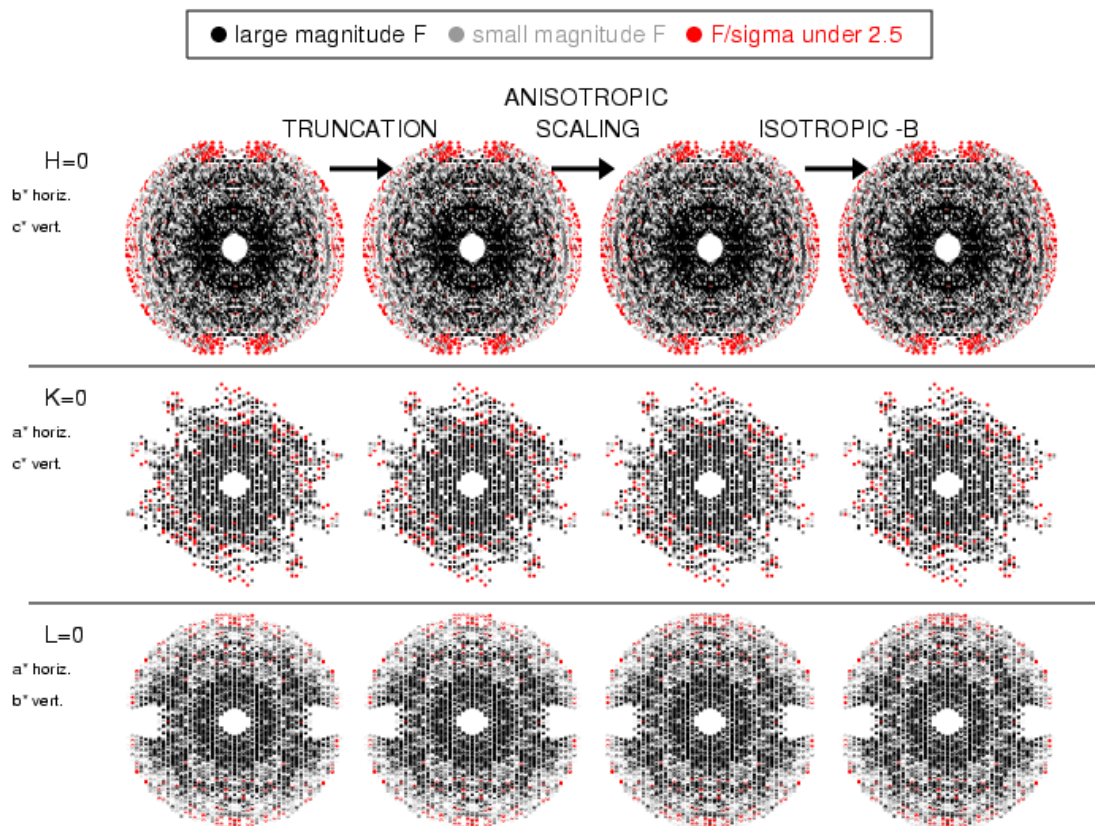 large magnitude F small magnitude F F/sigma under 2.5
ANISOTROPIC
TRUNCATION SCALING ISOTROPIC -B
H=0
b* horiz.
c* vert.
K=0
a* horiz.
c* vert.
L=0
a* horiz.
b* vert.